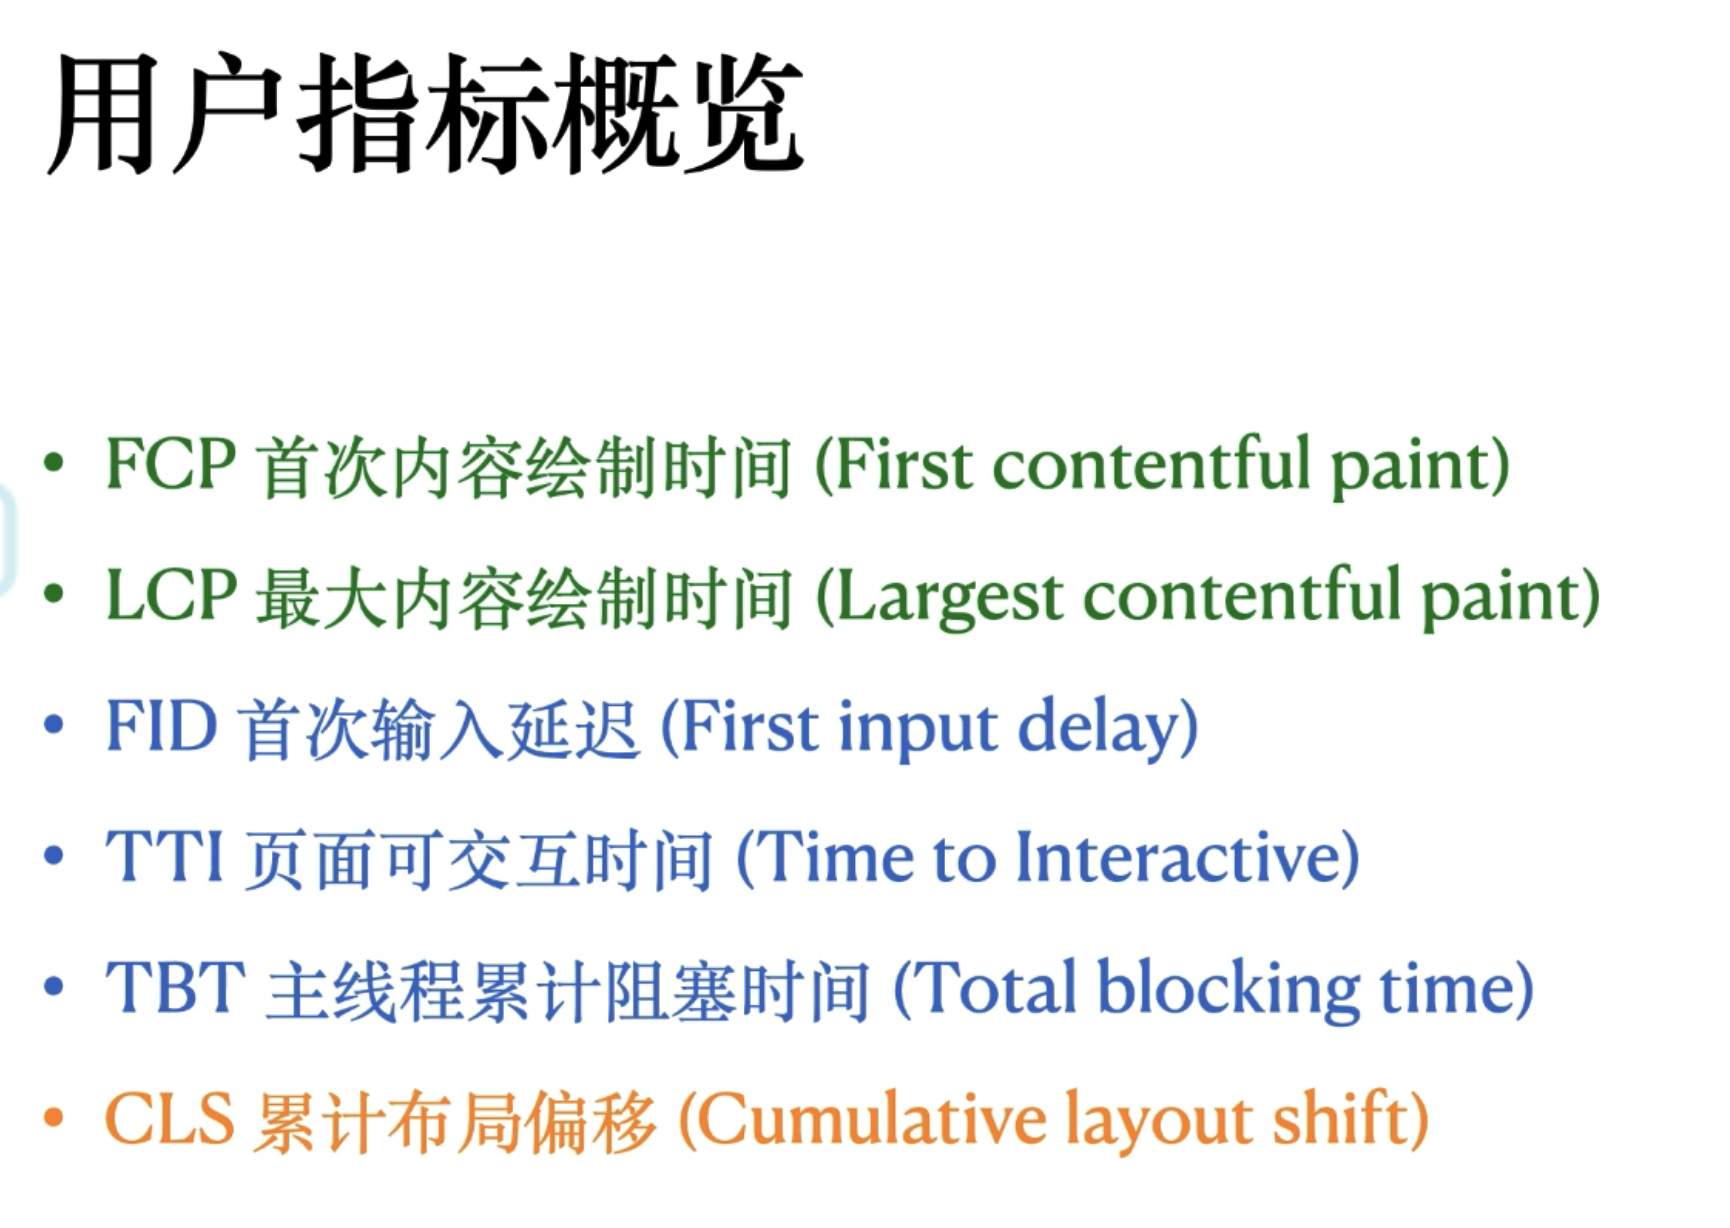 用户指标概览
• FCP 首次内容绘制时间 (First contentful paint)
• LCP 最大内容绘制时间 (Largest contentful paint)
• FID 首次输入延迟 (First input delay)
• TTI 页面可交互时间 (Time to Interactive)
• TBT 主线程累计阻塞时间 (Total blocking time)
• CLS 累计布局偏移 (Cumulative layout shift)